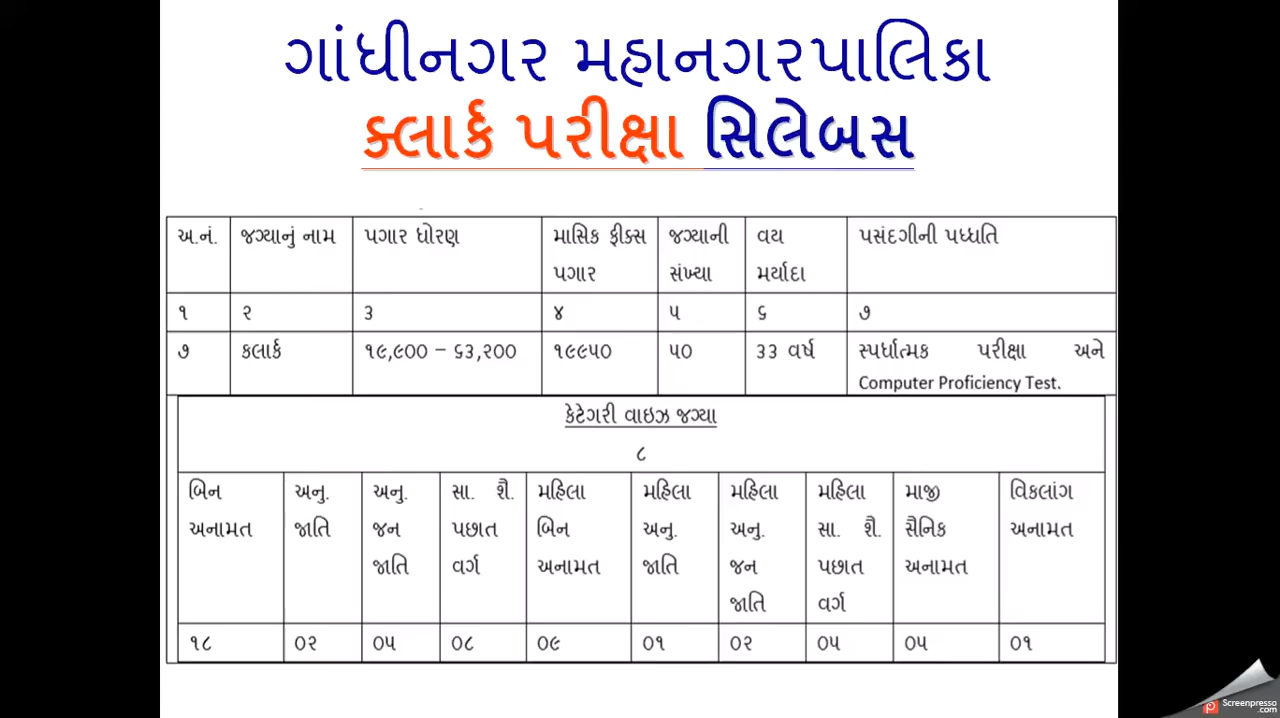 ગાંધીનગર મહાનગરપાલિકા
ક્લાર્ક પરીક્ષા સિલેબસ
અ.નં. જગ્યાનું નામ પગાર ધોરણ માસિક ફીક્સ પગાર જગ્યાની સંખ્યા વય મર્યાદા પસંદગીની પધ્ધતિ
૧ ૨ ૩ ૪ ૫ ૬ ૭
૭ કલાર્ક ૧૯,૯૦૦ – ૬૩,૨૦૦ ૧૯૯૫૦ ૫૦ ૩૩ વર્ષ સ્પર્ધાત્મક પરીક્ષા અને
Computer Proficiency Test.
કેટેગરી વાઇઝ જગ્યા
૮
બિન અનામત અનુ. જાતિ અનુ. જન જાતિ સા. શૈ. પછાત વર્ગ મહિલા બિન અનામત મહિલા અનુ. જાતિ મહિલા અનુ. જન જાતિ મહિલા સા. શૈ. પછાત વર્ગ માજી સૈનિક અનામત વિકલાંગ અનામત
૧૮ ૦૨ ૦૫ ૦૮ ૦૯ ૦૧ ૦૨ ૦૫ ૦૫ ૦૧
Screenpresso
.com